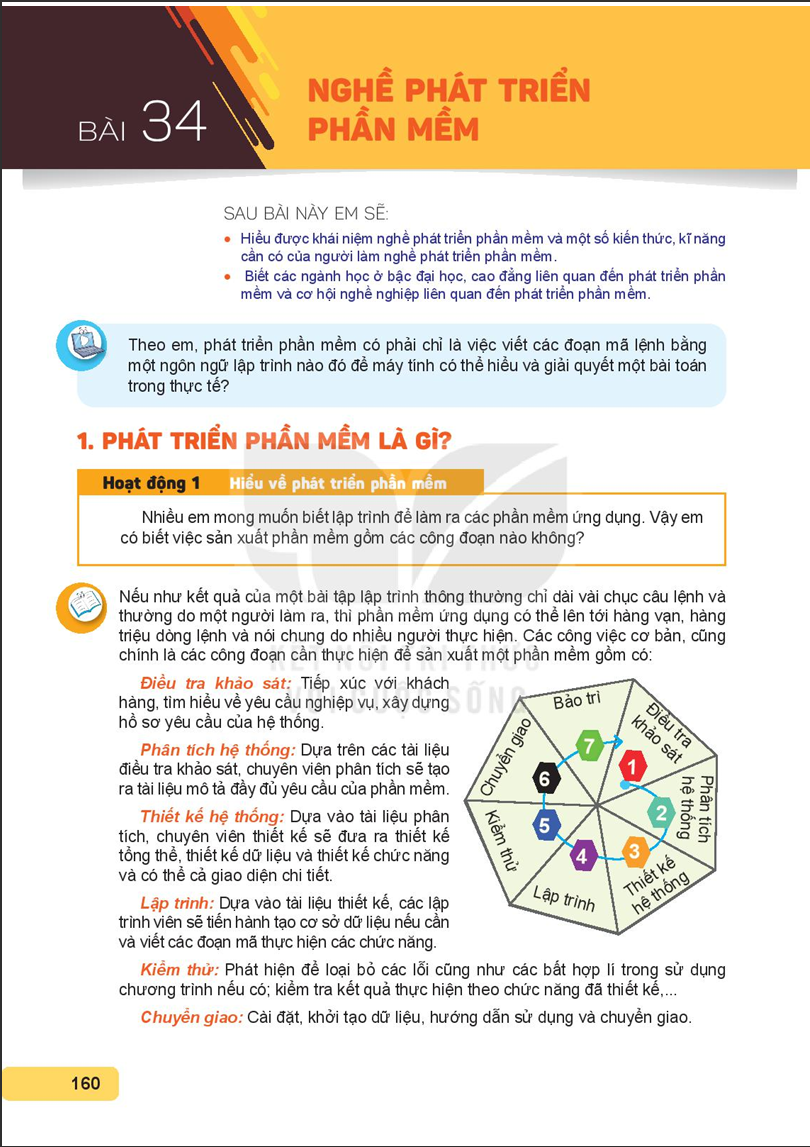 BÀI 34
NGHỀ PHÁT TRIỂN
PHẦN MỀM
SAU BÀI NÀY EM SẼ:
• Hiểu được khái niệm nghề phát triển phần mềm và một số kiến thức, kĩ năng
cần có của người làm nghề phát triển phần mềm.
• Biết các ngành học ở bậc đại học, cao đẳng liên quan đến phát triển phần
mềm và cơ hội nghề nghiệp liên quan đến phát triển phần mềm.
Theo em, phát triển phần mềm có phải chỉ là việc viết các đoạn mã lệnh bằng
một ngôn ngữ lập trình nào đó để máy tính có thể hiểu và giải quyết một bài toán
trong thực tế?
1. PHÁT TRIỂN PHẦN MỀM LÀ GÌ?
Hoạt động 1 Hiểu về phát triển phần mềm
Nhiều em mong muốn biết lập trình để làm ra các phần mềm ứng dụng. Vậy em
có biết việc sản xuất phần mềm gồm các công đoạn nào không?
Nếu như kết quả của một bài tập lập trình thông thường chỉ dài vài chục câu lệnh và
thường do một người làm ra, thì phần mềm ứng dụng có thể lên tới hàng vạn, hàng
triệu dòng lệnh và nói chung do nhiều người thực hiện. Các công việc cơ bản, cũng
chính là các công đoạn cần thực hiện để sản xuất một phần mềm gồm có:
KẾT NỐI TRI THỨC
VỚI CUỘC SỐNG
Điều tra khảo sát: Tiếp xúc với khách
hàng, tìm hiểu về yêu cầu nghiệp vụ, xây dựng
hồ sơ yêu cầu của hệ thống.
Phân tích hệ thống: Dựa trên các tài liệu
điều tra khảo sát, chuyên viên phân tích sẽ tạo
ra tài liệu mô tả đầy đủ yêu cầu của phần mềm.
Thiết kế hệ thống: Dựa vào tài liệu phân
tích, chuyên viên thiết kế sẽ đưa ra thiết kế
tổng thể, thiết kế dữ liệu và thiết kế chức năng
và có thể cả giao diện chi tiết.
Lập trình: Dựa vào tài liệu thiết kế, các lập
trình viên sẽ tiến hành tạo cơ sở dữ liệu nếu cần
và viết các đoạn mã thực hiện các chức năng.
Điều tra
khảo sát
1
Phân tích
hệ thống
2
Thiết kế
hệ thống
3
Lập trình
4
Kiểm thử
5
Chuyển giao
6
Bảo trì
7
Kiểm thử: Phát hiện để loại bỏ các lỗi cũng như các bất hợp lí trong sử dụng
chương trình nếu có; kiểm tra kết quả thực hiện theo chức năng đã thiết kế,...
Chuyển giao: Cài đặt, khởi tạo dữ liệu, hướng dẫn sử dụng và chuyển giao.
160